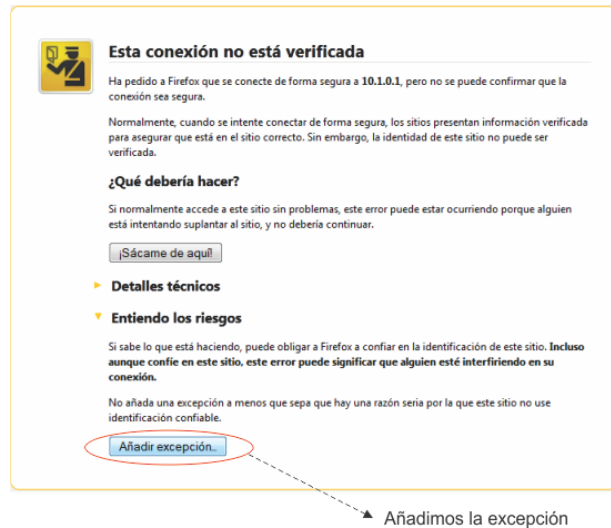 Esta conexión no está verificada
Ha pedido a Firefox que se conecte de forma segura a 10.1.0.1, pero no se puede confirmar que la
conexión sea segura.
Normalmente, cuando se intente conectar de forma segura, los sitios presentan información verificada
para asegurar que está en el sitio correcto. Sin embargo, la identidad de este sitio no puede ser
verificada.
¿Qué debería hacer?
Si normalmente accede a este sitio sin problemas, este error puede estar ocurriendo porque alguien
está intentando suplantar al sitio, y no debería continuar.
¡Sácame de aquí!
Detalles técnicos
Entiendo los riesgos
Si sabe lo que está haciendo, puede obligar a Firefox a confiar en la identificación de este sitio. Incluso
aunque confíe en este sitio, este error puede significar que alguien esté interfiriendo en su
conexión.
No añada una excepción a menos que sepa que hay una razón seria por la que este sitio no use
identificación confiable.
Añadir excepción...
Añadimos la excepción